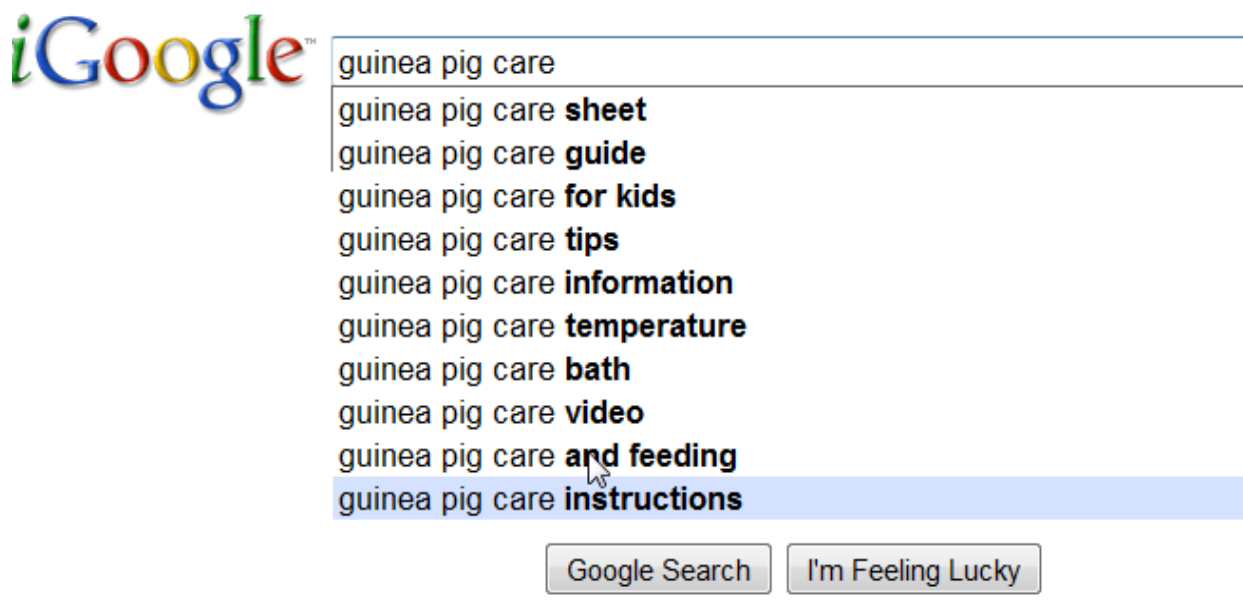 iGoogle™
guinea pig care
guinea pig care sheet
guinea pig care guide
guinea pig care for kids
guinea pig care tips
guinea pig care information
guinea pig care temperature
guinea pig care bath
guinea pig care video
guinea pig care and feeding
guinea pig care instructions
Google Search I'm Feeling Lucky